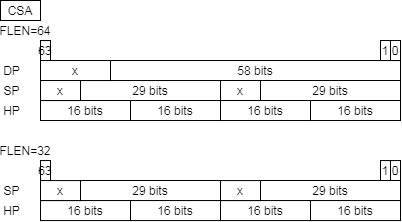 CSA
FLEN=64
63 1 0
DP x 58 bits
SP x 29 bits x 29 bits
HP 16 bits 16 bits 16 bits 16 bits
FLEN=32
63 1 0
SP x 29 bits x 29 bits
HP 16 bits 16 bits 16 bits 16 bits